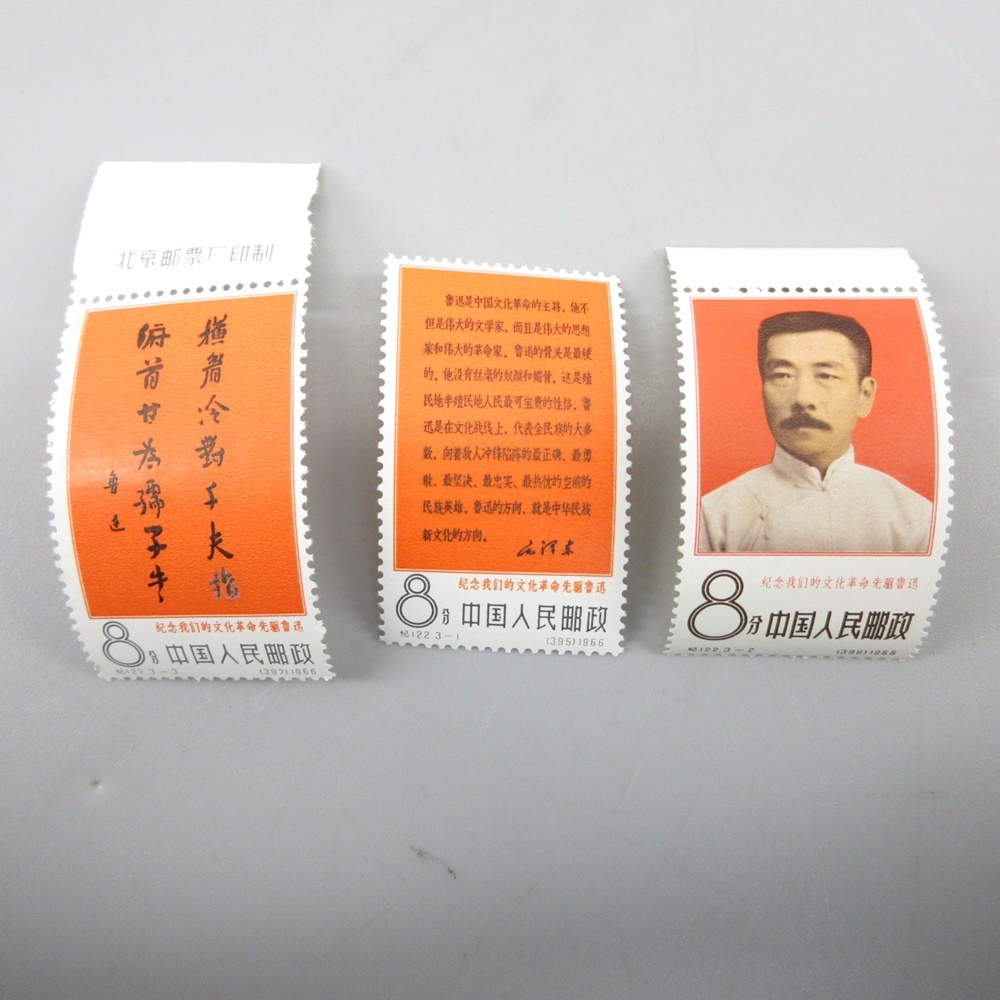 北京邮票厂印制
横眉冷對千夫指
俯首甘为孺子牛
鲁迅
纪念我们的文化革命先驱鲁迅
8分 中国人民邮政
纪122.3-3 (397)1966
鲁迅是中国文化革命的主将，他不
但是伟大的文学家，而且是伟大的思想
家和伟大的革命家。鲁迅的骨头是最硬
的，他没有丝毫的奴颜和媚骨，这是殖
民地半殖民地人民最可宝贵的性格。鲁
迅是在文化战线上，代表全民族的大多
数，向着敌人冲锋陷阵的最正确、最勇
敢、最坚决、最忠实、最热忱的空前的
民族英雄。鲁迅的方向，就是中华民族
新文化的方向。
毛泽东
纪念我们的文化革命先驱鲁迅
8分 中国人民邮政
纪122.3-1 (395)1966
纪念我们的文化革命先驱鲁迅
8分 中国人民邮政
纪122.3-2 (396)1966